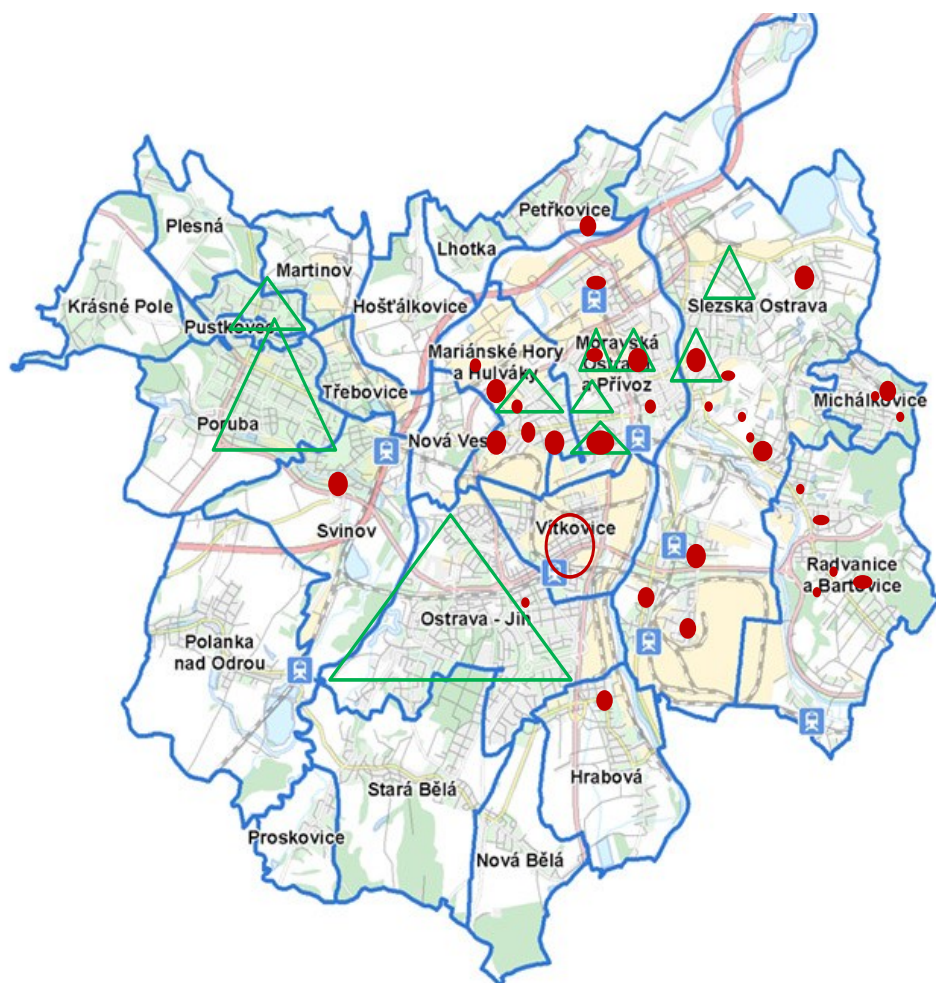 Petřkovice
Plesná
Lhotka
Martinov
Krásné Pole
Hošťálkovice
Slezská Ostrava
Pustkovec
Mariánské Hory
a Hulváky
Moravská
Ostrava
a Přívoz
Třebovice
Michálkovice
Poruba
Nová Ves
Svinov
Vítkovice
Radvanice
a Bartovice
Ostrava - Jih
Polanka
nad Odrou
Hrabová
Stará Bělá
Proskovice
Nová Bělá